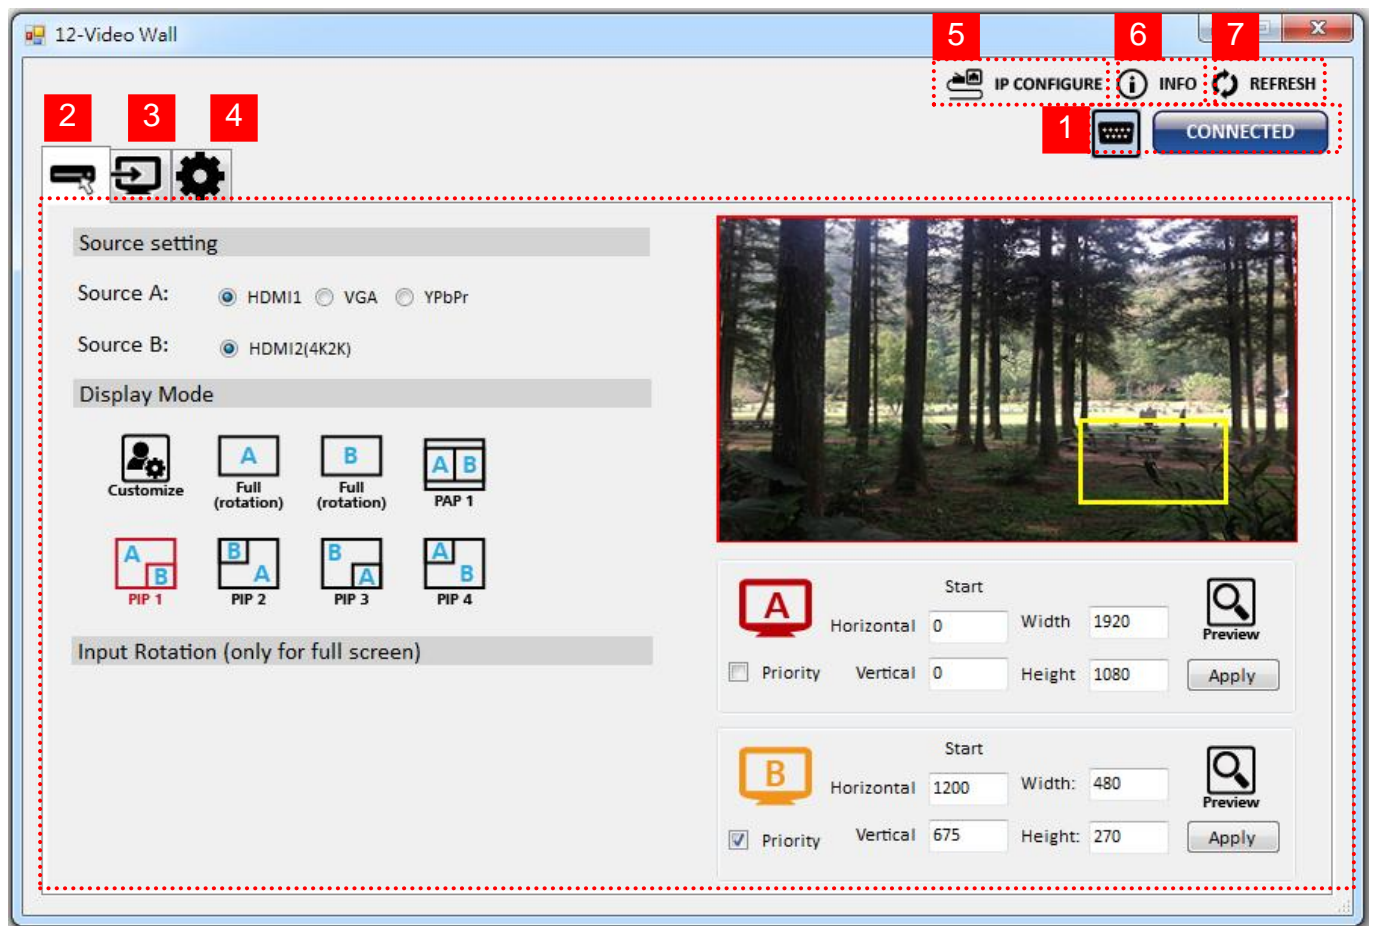 12-Video Wall
5
6
7
IP CONFIGURE
INFO
REFRESH
2
3
4
1
CONNECTED
Source setting
Source A:
HDMI1
VGA
YPbPr
Source B:
HDMI2(4K2K)
Display Mode
Customize
A
Full
(rotation)
B
Full
(rotation)
A B
PAP 1
A
B
PIP 1
B
A
PIP 2
B
A
PIP 3
A
B
PIP 4
Input Rotation (only for full screen)
A
Start
Horizontal
0
Width
1920
Preview
Priority
Vertical
0
Height
1080
Apply
B
Start
Horizontal
1200
Width:
480
Preview
Priority
Vertical
675
Height:
270
Apply